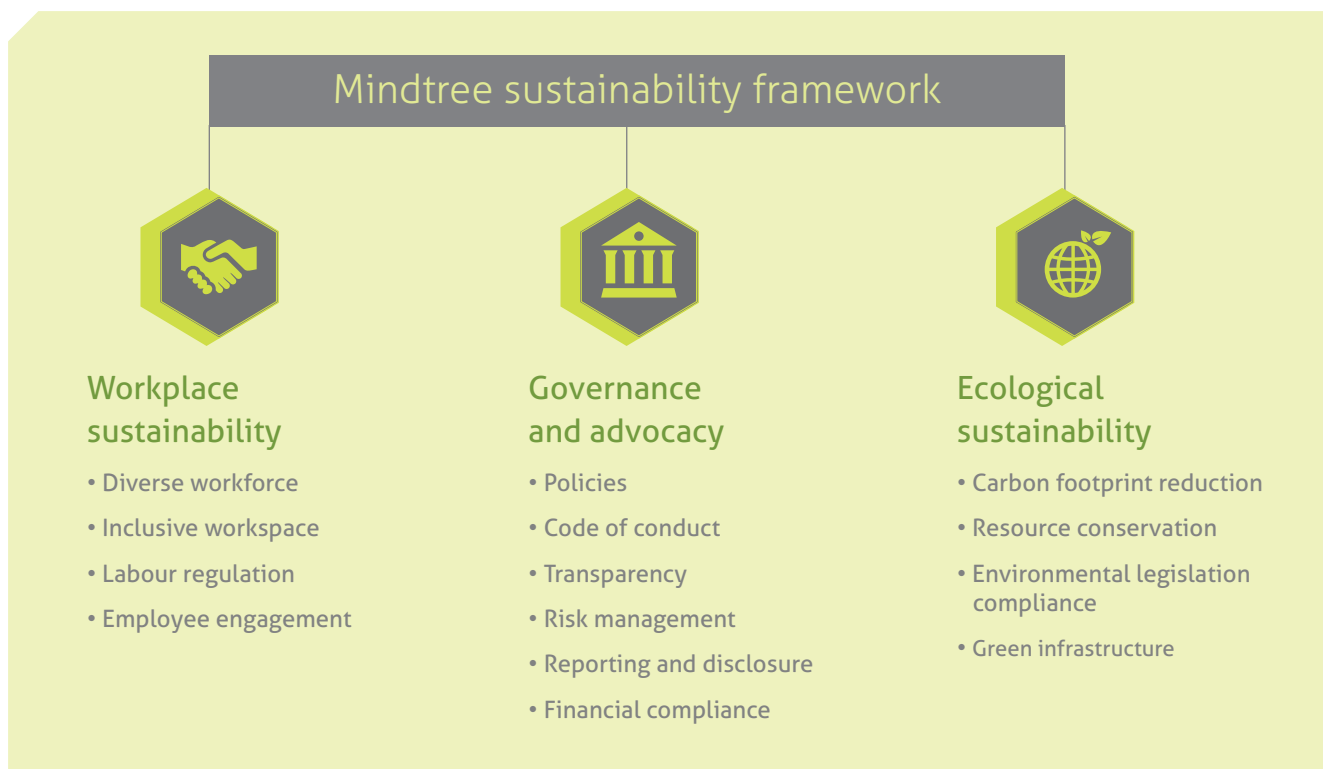 Mindtree sustainability framework
Workplace
sustainability
• Diverse workforce
• Inclusive workspace
• Labour regulation
• Employee engagement
Governance
and advocacy
• Policies
• Code of conduct
• Transparency
• Risk management
• Reporting and disclosure
• Financial compliance
Ecological
sustainability
• Carbon footprint reduction
• Resource conservation
• Environmental legislation
compliance
• Green infrastructure